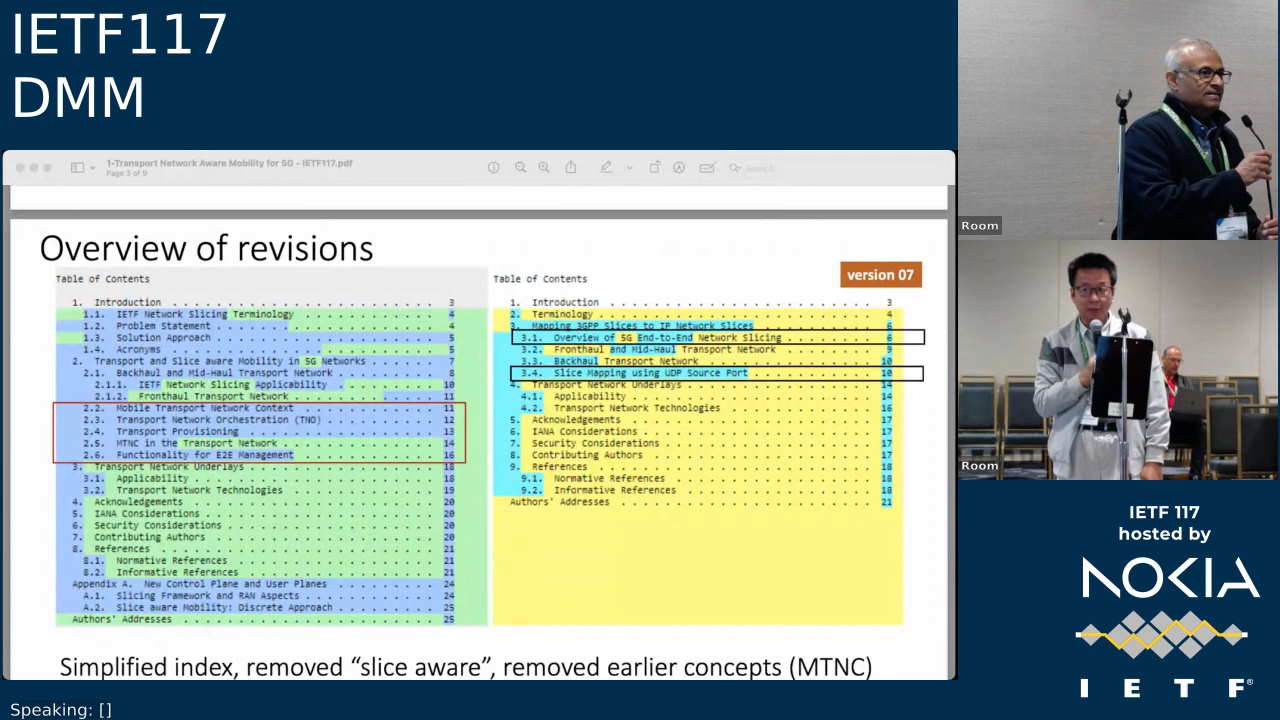 IETF117
DMM
1-Transport Network Aware Mobility for 5G - IETF117.pdf
Page 3 of 9
Search
Overview of revisions
version 07
Table of Contents
1. Introduction . . . . . . . . . . . . . . . . . . . . . . . . 3
1.1. IETF Network Slicing Terminology . . . . . . . . . . . . 4
1.2. Problem Statement . . . . . . . . . . . . . . . . . . . 4
1.3. Solution Approach . . . . . . . . . . . . . . . . . . . 5
1.4. Acronyms . . . . . . . . . . . . . . . . . . . . . . . . 5
2. Transport and Slice aware Mobility in 5G Networks . . . . . . 7
2.1. Backhaul and Mid-Haul Transport Network . . . . . . . . . 8
2.1.1. IETF Network Slicing Applicability . . . . . . . . . 10
2.1.2. Fronthaul Transport Network . . . . . . . . . . . . . 11
2.2. Mobile Transport Network Context . . . . . . . . . . . . 11
2.3. Transport Network Orchestration (TNO) . . . . . . . . . . 12
2.4. Transport Provisioning . . . . . . . . . . . . . . . . . 13
2.5. MTNC in the Transport Network . . . . . . . . . . . . . . 14
2.6. Functionality for E2E Management . . . . . . . . . . . . 16
3. Transport Network Underlays . . . . . . . . . . . . . . . . . 18
3.1. Applicability . . . . . . . . . . . . . . . . . . . . . . 18
3.2. Transport Network Technologies . . . . . . . . . . . . . 19
4. Acknowledgements . . . . . . . . . . . . . . . . . . . . . . 20
5. IANA Considerations . . . . . . . . . . . . . . . . . . . . . 20
6. Security Considerations . . . . . . . . . . . . . . . . . . . 20
7. Contributing Authors . . . . . . . . . . . . . . . . . . . . 20
8. References . . . . . . . . . . . . . . . . . . . . . . . . . 21
8.1. Normative References . . . . . . . . . . . . . . . . . . 21
8.2. Informative References . . . . . . . . . . . . . . . . . 21
Appendix A. New Control Plane and User Planes . . . . . . . . . 24
A.1. Slicing Framework and RAN Aspects . . . . . . . . . . . . 24
A.2. Slice aware Mobility: Discrete Approach . . . . . . . . . 25
Authors' Addresses . . . . . . . . . . . . . . . . . . . . . . . 25
Table of Contents
1. Introduction . . . . . . . . . . . . . . . . . . . . . . . . 3
2. Terminology . . . . . . . . . . . . . . . . . . . . . . . . . 4
3. Mapping 3GPP Slices to IP Network Slices . . . . . . . . . . 6
3.1. Overview of 5G End-to-End Network Slicing . . . . . . . . 6
3.2. Fronthaul and Mid-Haul Transport Network . . . . . . . . 9
3.3. Backhaul Transport Network . . . . . . . . . . . . . . . 10
3.4. Slice Mapping using UDP Source Port . . . . . . . . . . . 10
4. Transport Network Underlays . . . . . . . . . . . . . . . . . 14
4.1. Applicability . . . . . . . . . . . . . . . . . . . . . . 14
4.2. Transport Network Technologies . . . . . . . . . . . . . 16
5. Acknowledgements . . . . . . . . . . . . . . . . . . . . . . 17
6. IANA Considerations . . . . . . . . . . . . . . . . . . . . . 17
7. Security Considerations . . . . . . . . . . . . . . . . . . . 17
8. Contributing Authors . . . . . . . . . . . . . . . . . . . . 17
9. References . . . . . . . . . . . . . . . . . . . . . . . . . 18
9.1. Normative References . . . . . . . . . . . . . . . . . . 18
9.2. Informative References . . . . . . . . . . . . . . . . . 18
Authors' Addresses . . . . . . . . . . . . . . . . . . . . . . . 21
Simplified index, removed “slice aware”, removed earlier concepts (MTNC)
Speaking: []
NOKIA
Room
Room
IETF 117
hosted by
NOKIA
I E T F®